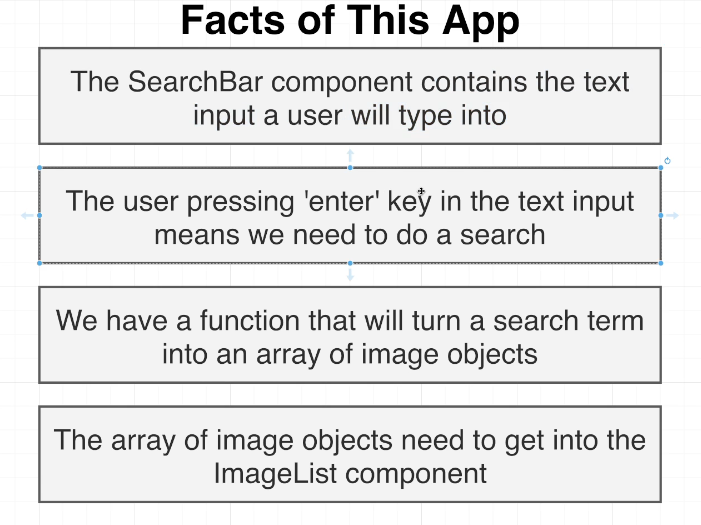 Facts of This App
The SearchBar component contains the text
input a user will type into
The user pressing 'enter' key in the text input
means we need to do a search
We have a function that will turn a search term
into an array of image objects
The array of image objects need to get into the
ImageList component